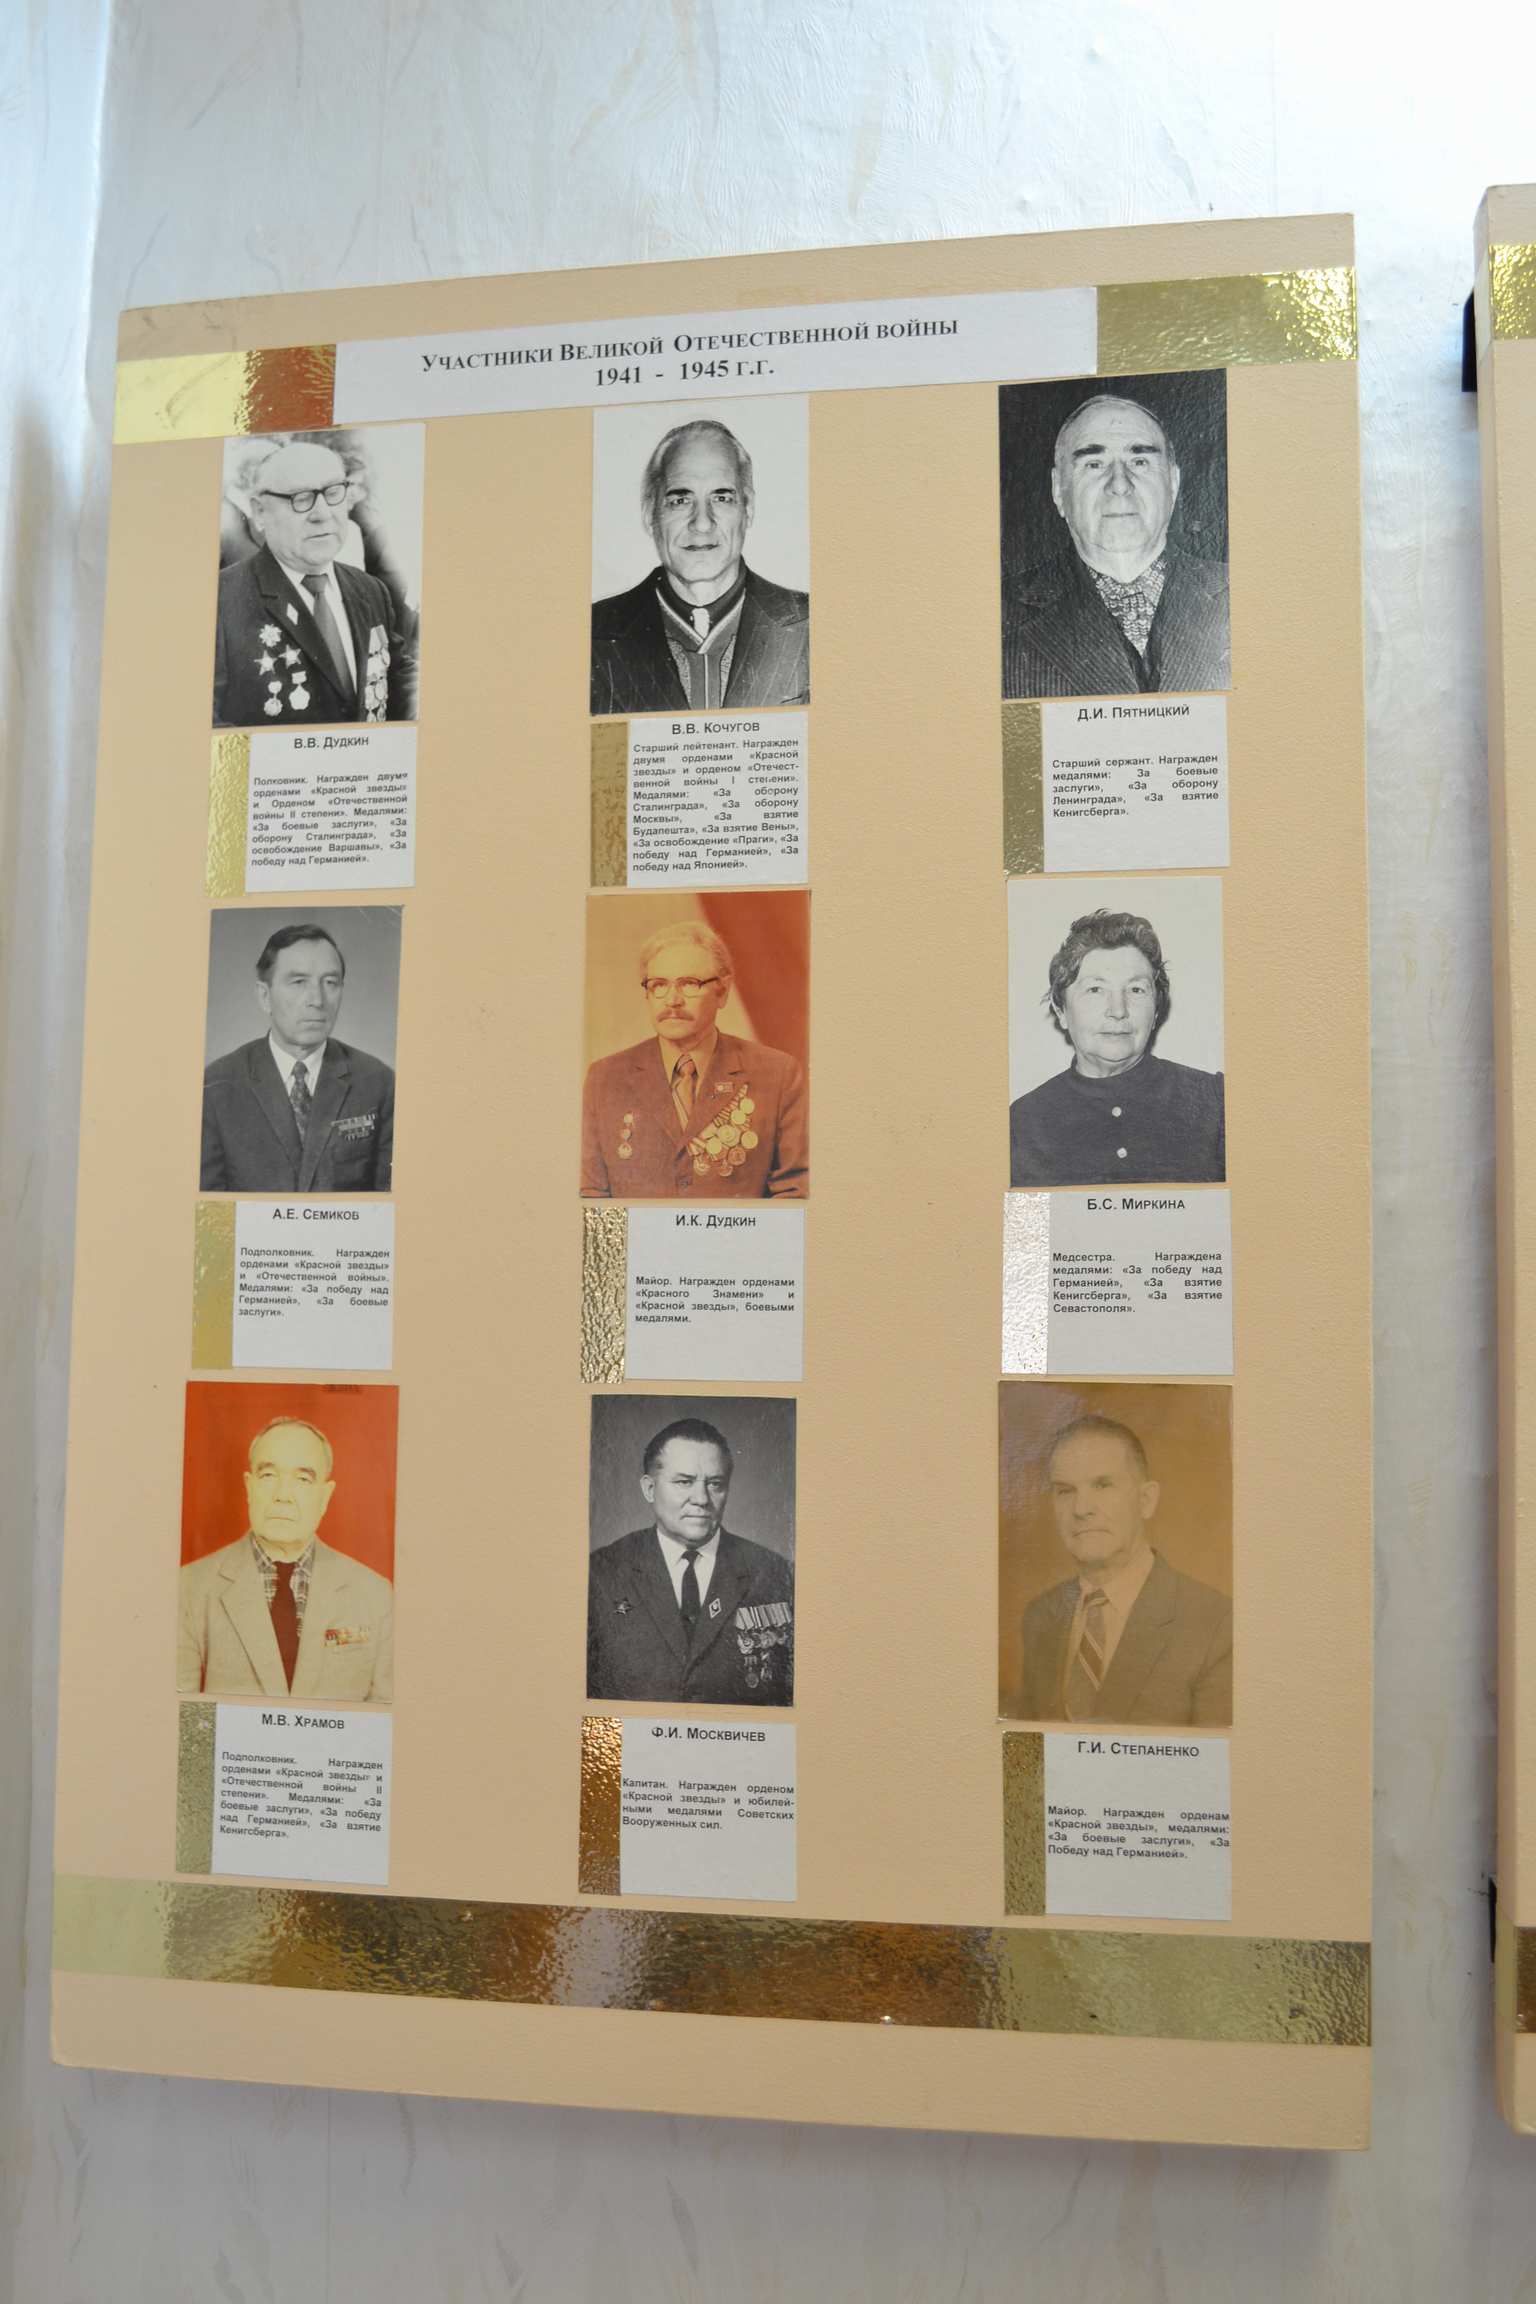 Участники Великой Отечественной войны
1941 - 1945 г.г.
В.В. Дудкин
Полковник. Награжден двумя
орденами «Красной звезды»
и Орденом «Отечественной
войны II степени». Медалями:
«За боевые заслуги», «За
оборону Сталинграда», «За
освобождение Варшавы», «За
победу над Германией».
В.В. Кочугов
Старший лейтенант. Награжден
двумя орденами «Красной
звезды» и орденом «Отечест-
венной войны I степени».
Медалями: «За оборону
Сталинграда», «За оборону
Москвы», «За взятие
Будапешта», «За взятие Вены»,
«За освобождение «Праги», «За
победу над Германией», «За
победу над Японией».
Д.И. Пятницкий
Старший сержант. Награжден
медалями: За боевые
заслуги», «За оборону
Ленинграда», «За взятие
Кенигсберга».
А.Е. Семиков
Подполковник. Награжден
орденами «Красной звезды»
и «Отечественной войны».
Медалями: «За победу над
Германией», «За боевые
заслуги».
И.К. Дудкин
Майор. Награжден орденами
«Красного Знамени» и
«Красной звезды», боевыми
медалями.
Б.С. Миркина
Медсестра. Награждена
медалями: «За победу над
Германией», «За взятие
Кенигсберга», «За взятие
Севастополя».
М.В. Храмов
Подполковник. Награжден
орденами «Красной звезды» и
«Отечественной войны II
степени». Медалями: «За
боевые заслуги», «За победу
над Германией», «За взятие
Кенигсберга».
Ф.И. Москвичев
Капитан. Награжден орденом
«Красной звезды» и юбилей-
ными медалями Советских
Вооруженных сил.
Г.И. Степаненко
Майор. Награжден орденам
«Красной звезды», медалями:
«За боевые заслуги», «За
Победу над Германией».